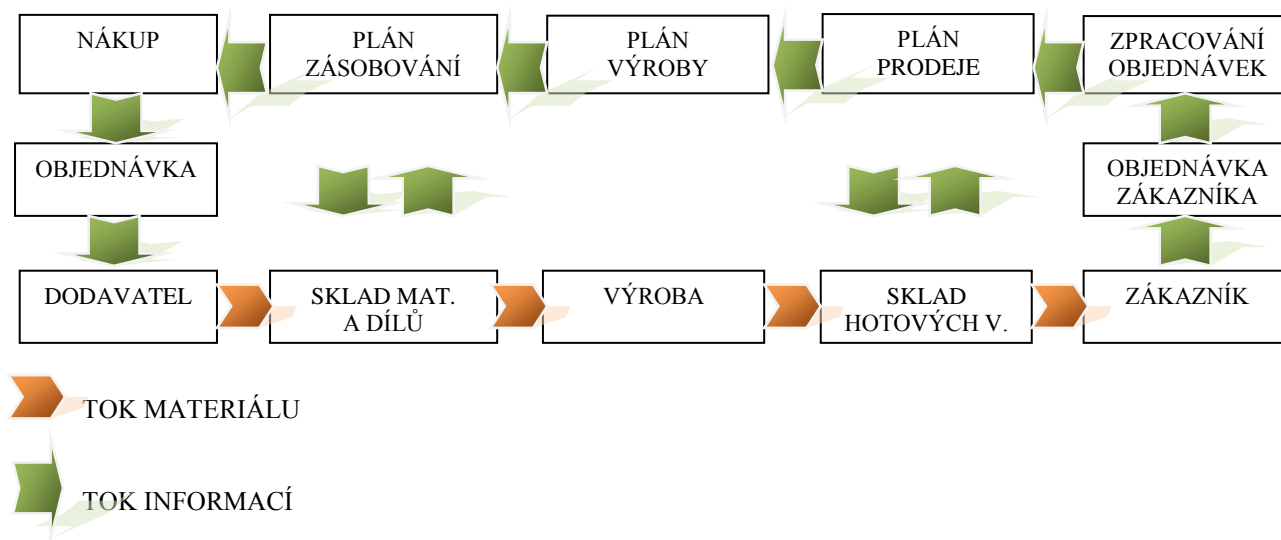 NÁKUP
PLÁN
ZÁSOBOVÁNÍ
PLÁN
VÝROBY
PLÁN
PRODEJE
ZPRACOVÁNÍ
OBJEDNÁVEK
OBJEDNÁVKA
OBJEDNÁVKA
ZÁKAZNÍKA
DODAVATEL
SKLAD MAT.
A DÍLŮ
VÝROBA
SKLAD
HOTOVÝCH V.
ZÁKAZNÍK
TOK MATERIÁLU
TOK INFORMACÍ